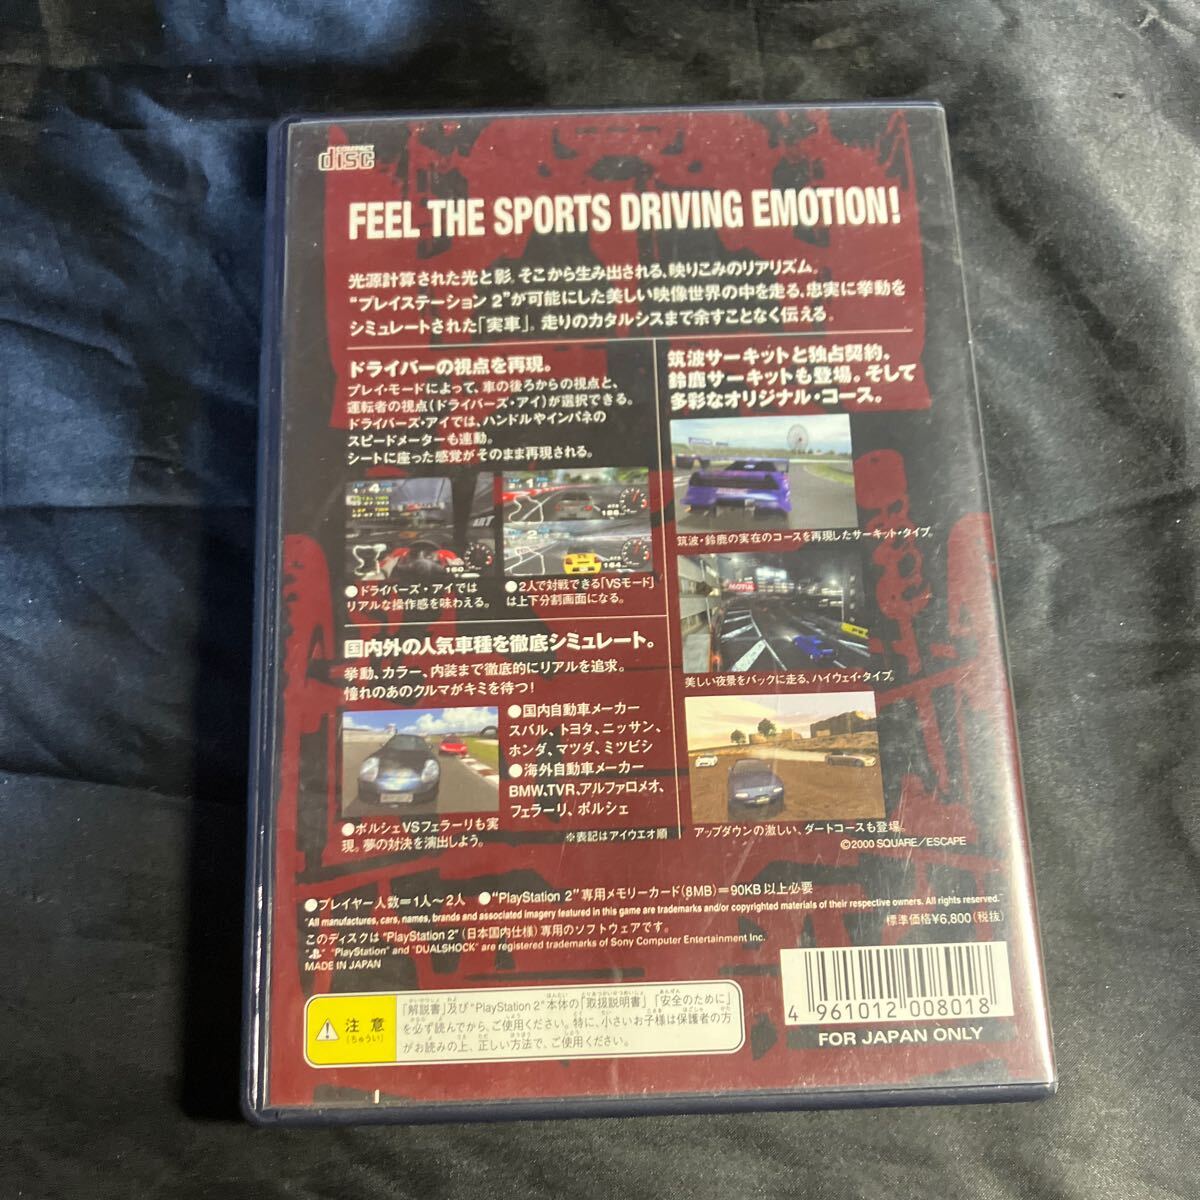 COMPACT
disc
FEEL THE SPORTS DRIVING EMOTION!
光源計算された光と影。そこから生み出される、映りこみのリアリズム。
“プレイステーション 2”が可能にした美しい映像世界の中を走る、忠実に挙動を
シミュレートされた「実車」。走りのカタルシスまで余すことなく伝える。
ドライバーの視点を再現。
プレイ・モードによって、車の後ろからの視点と、
運転者の視点(ドライバーズ・アイ)が選択できる。
ドライバーズ・アイでは、ハンドルやインパネの
スピードメーターも連動。
シートに座った感覚がそのまま再現される。
●ドライバーズ・アイでは
リアルな操作感を味わえる。
●2人で対戦できる「VSモード」
は上下分割画面になる。
国内外の人気車種を徹底シミュレート。
挙動、カラー、内装まで徹底的にリアルを追求。
憧れのあのクルマがキミを待つ!
●ポルシェVSフェラーリも実
現。夢の対決を演出しよう。
●国内自動車メーカー
スバル、トヨタ、ニッサン、
ホンダ、マツダ、ミツビシ
●海外自動車メーカー
BMW、TVR、アルファロメオ、
フェラーリ、ポルシェ
※表記はアイウエオ順
筑波サーキットと独占契約、
鈴鹿サーキットも登場。そして
多彩なオリジナル・コース。
筑波・鈴鹿の実在のコースを再現したサーキット・タイプ。
MOTUL
美しい夜景をバックに走る、ハイウェイ・タイプ。
アップダウンの激しい、ダートコースも登場。
©2000 SQUARE/ESCAPE
●プレイヤー人数=1人〜2人 ●“PlayStation 2”専用メモリーカード(8MB)=90KB以上必要
"All manufactures, cars, names, brands and associated imagery featured in this game are trademarks and/or copyrighted materials of their respective owners. All rights reserved."
標準価格¥6,800(税抜)
このディスクは“PlayStation 2”(日本国内仕様)専用のソフトウェアです。
" ", "PlayStation" and "DUALSHOCK" are registered trademarks of Sony Computer Entertainment Inc.
MADE IN JAPAN
注意
(ちゅうい)
「解説書」及び“PlayStation 2”本体の「取扱説明書」「安全のために」
を必ず読んでから、ご使用ください。特に、小さいお子様は保護者の方
がお読みの上、正しい方法で、ご使用ください。
4 961012 008018
FOR JAPAN ONLY